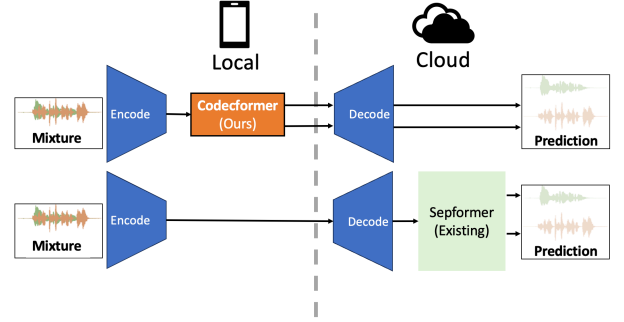 Local
Cloud
Mixture
Encode
Codecformer
(Ours)
Decode
Prediction
Mixture
Encode
Decode
Sepformer
(Existing)
Prediction